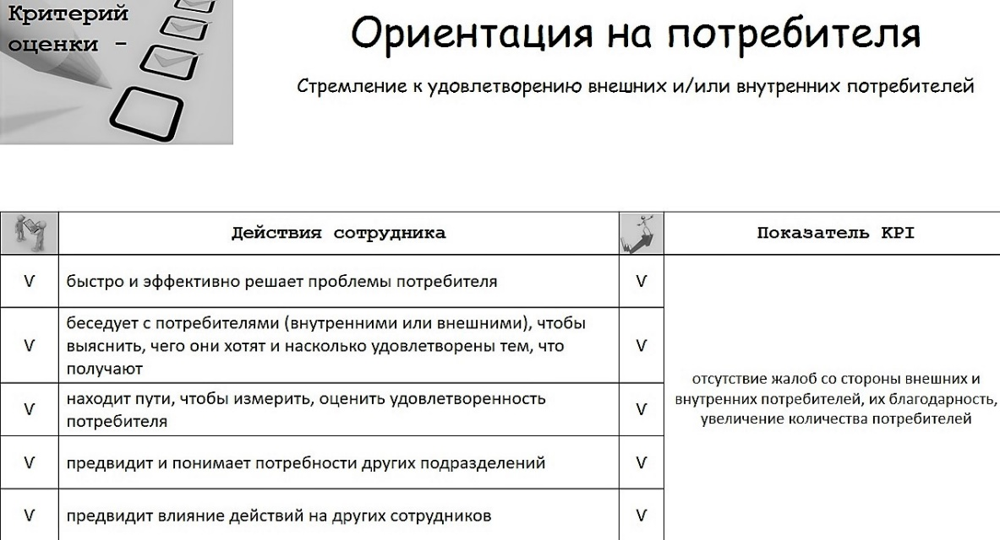 Критерий
оценки -
Ориентация на потребителя
Стремление к удовлетворению внешних и/или внутренних потребителей
Действия сотрудника
Показатель KPI
V быстро и эффективно решает проблемы потребителя V
V беседует с потребителями (внутренними или внешними), чтобы
выяснить, чего они хотят и насколько удовлетворены тем, что
получают V
V находит пути, чтобы измерить, оценить удовлетворенность
потребителя V
V предвидит и понимает потребности других подразделений V
V предвидит влияние действий на других сотрудников V
отсутствие жалоб со стороны внешних и
внутренних потребителей, их благодарность,
увеличение количества потребителей